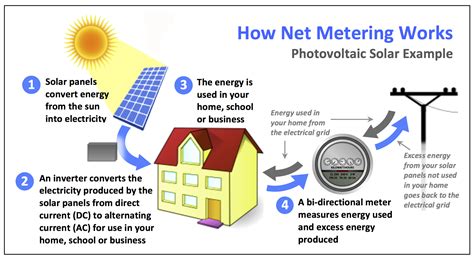 How Net Metering Works
Photovoltaic Solar Example
1
Solar panels
convert energy
from the sun
into electricity
2
An inverter converts the
electricity produced by the
solar panels from direct
current (DC) to alternating
current (AC) for use in your
home, school or business
3
The energy is
used in your
home, school
or business
Energy used in
your home from
the electrical grid
4
A bi-directional meter
measures energy used
and excess energy
produced
Excess energy
from your solar
panels not used
in your home
goes back to the
electrical grid